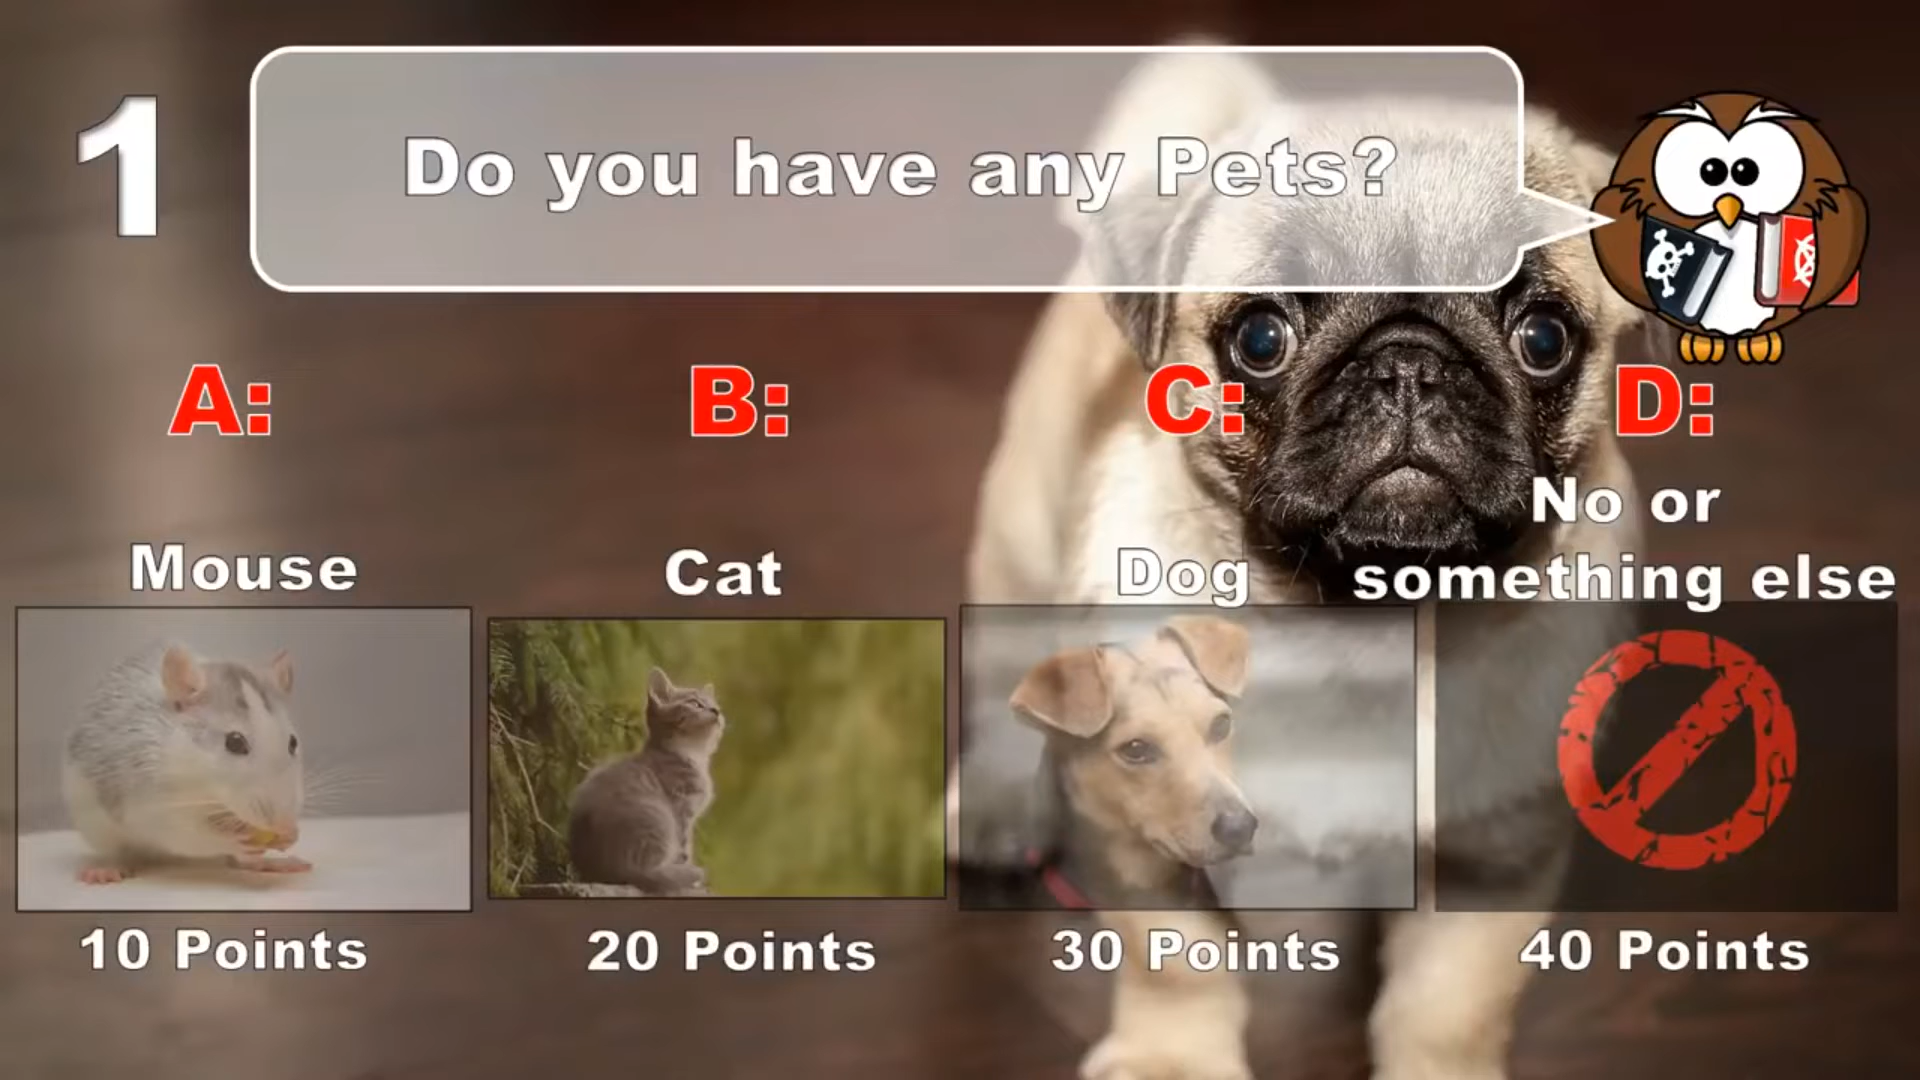 1
Do you have any Pets?
A:
B:
C:
D:
Mouse
Cat
Dog
No or
something else
10 Points
20 Points
30 Points
40 Points